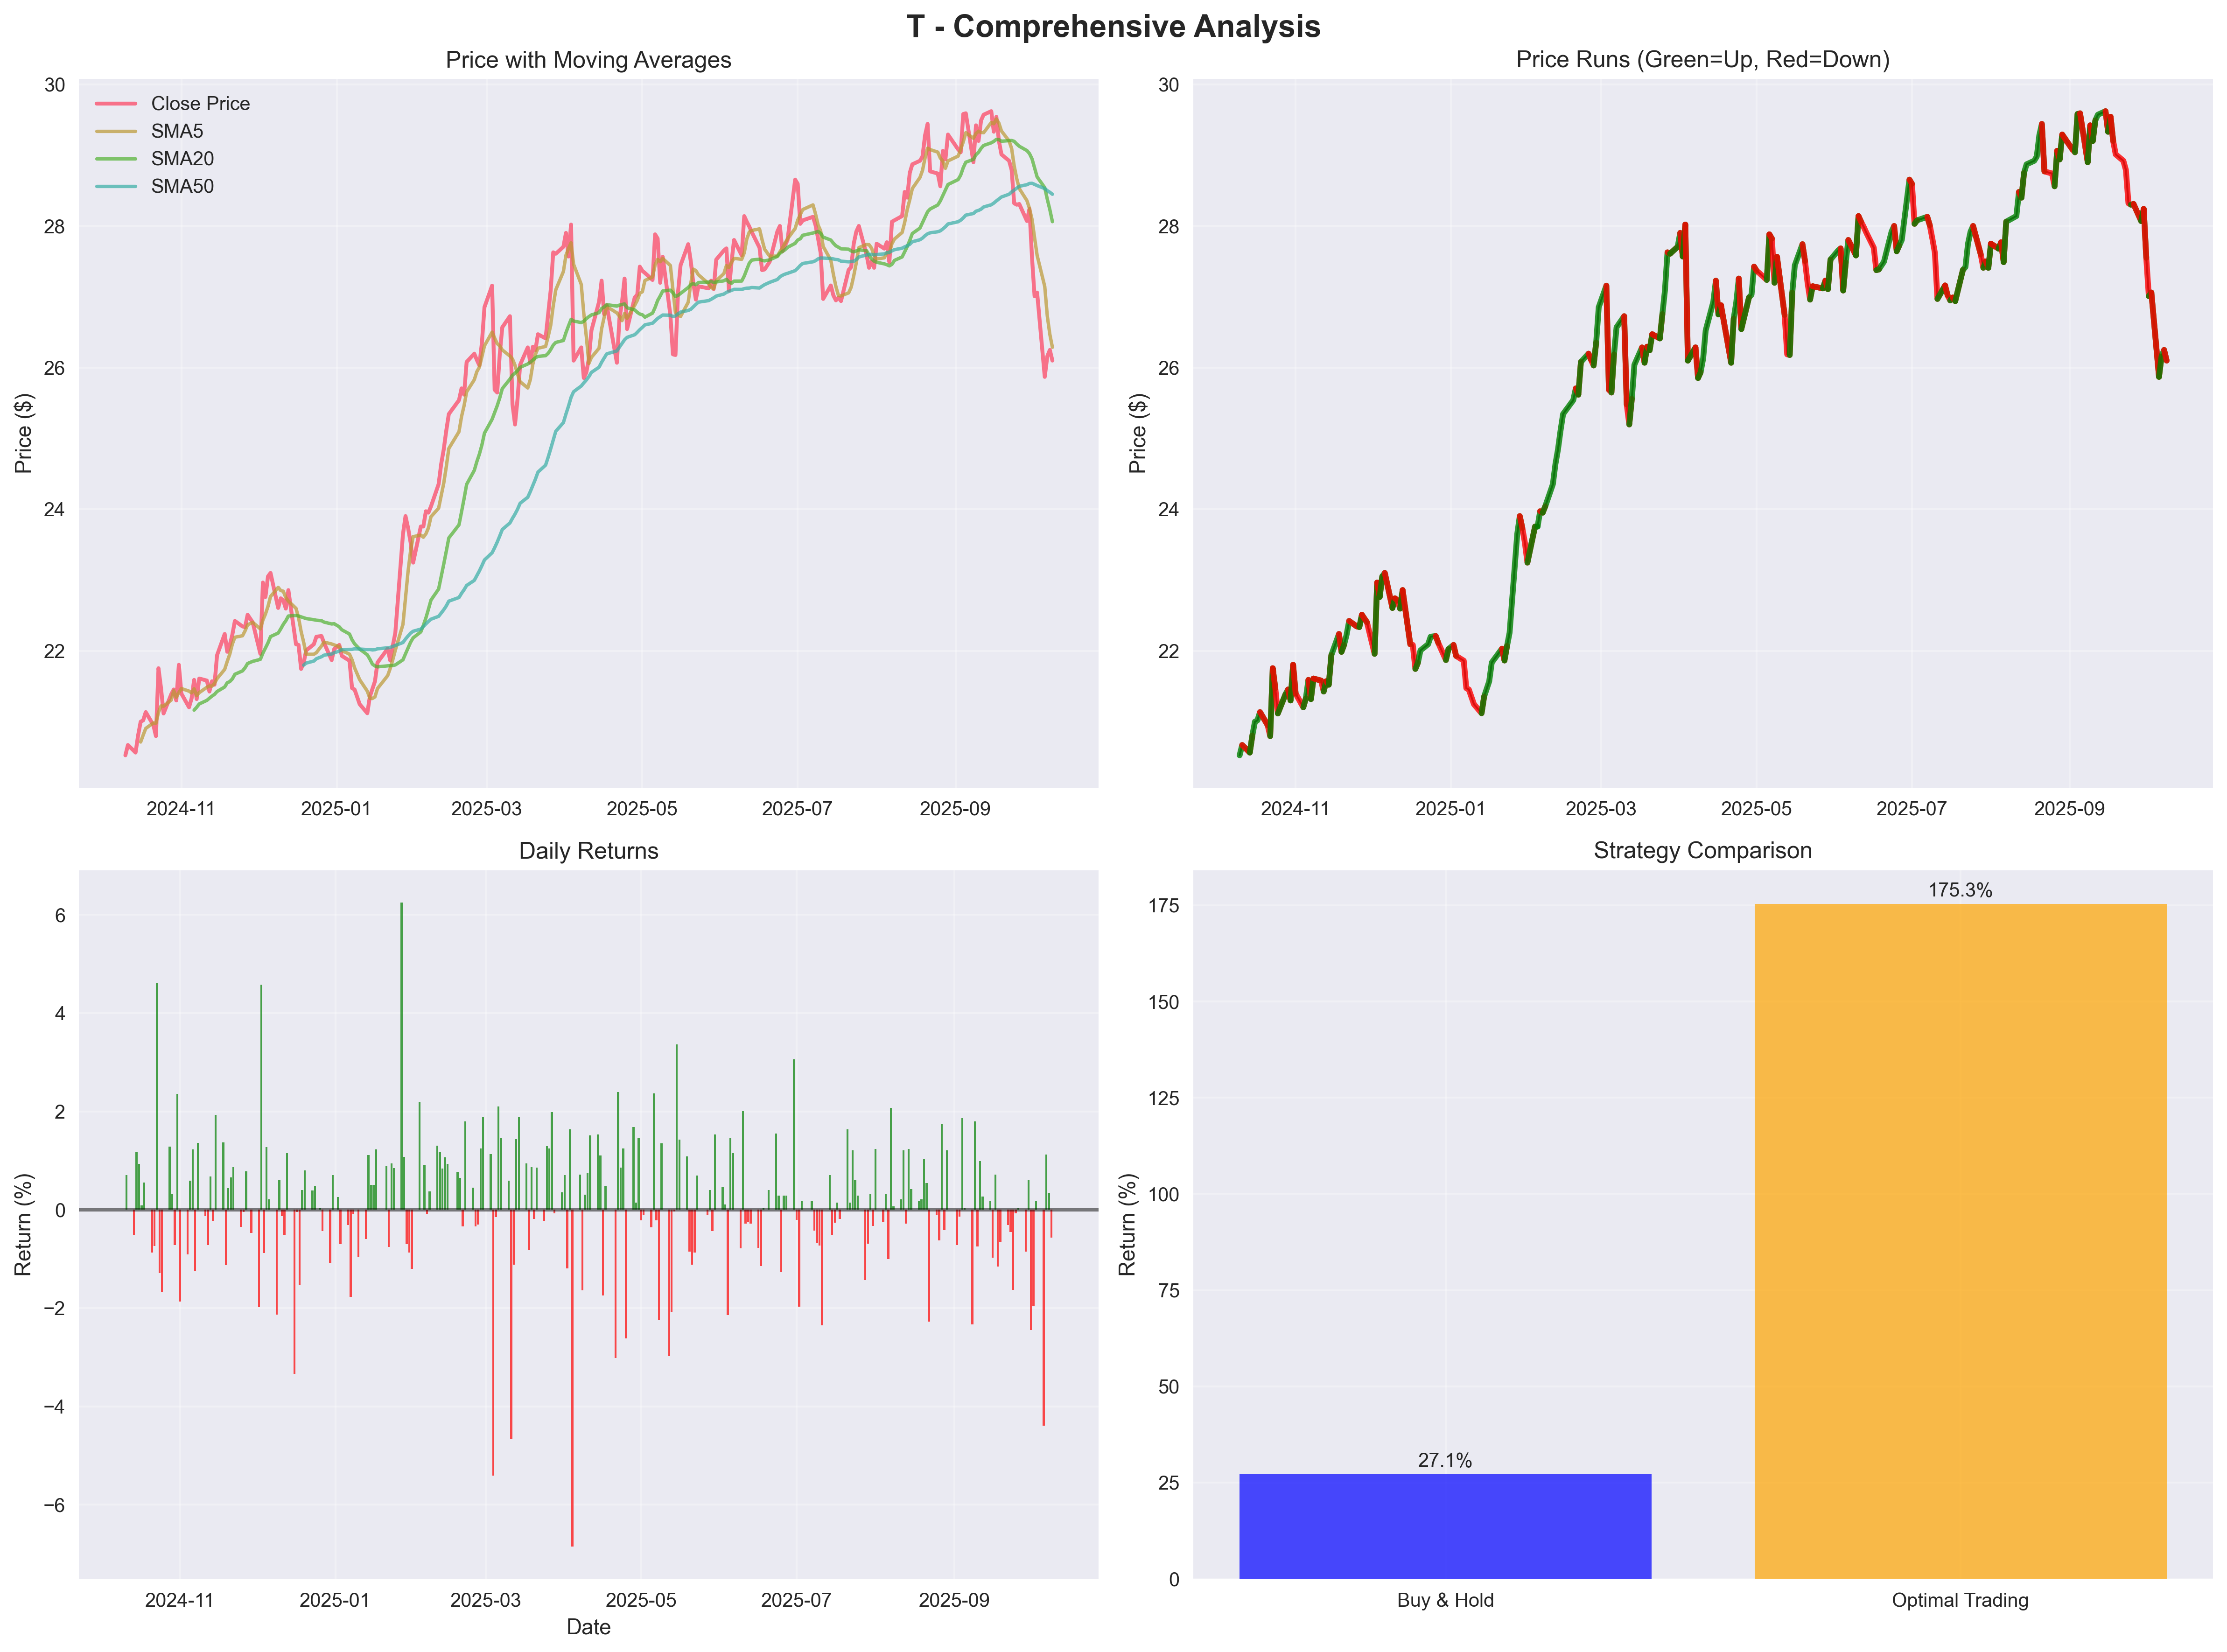 T - Comprehensive Analysis
Price with Moving Averages
Price ($)
30
28
26
24
22
Close Price
SMA5
SMA20
SMA50
2024-11
2025-01
2025-03
2025-05
2025-07
2025-09
Price Runs (Green=Up, Red=Down)
Price ($)
30
28
26
24
22
2024-11
2025-01
2025-03
2025-05
2025-07
2025-09
Daily Returns
Return (%)
6
4
2
0
−2
−4
−6
2024-11
2025-01
2025-03
2025-05
2025-07
2025-09
Date
Strategy Comparison
Return (%)
175
150
125
100
75
50
25
0
27.1%
175.3%
Buy & Hold
Optimal Trading